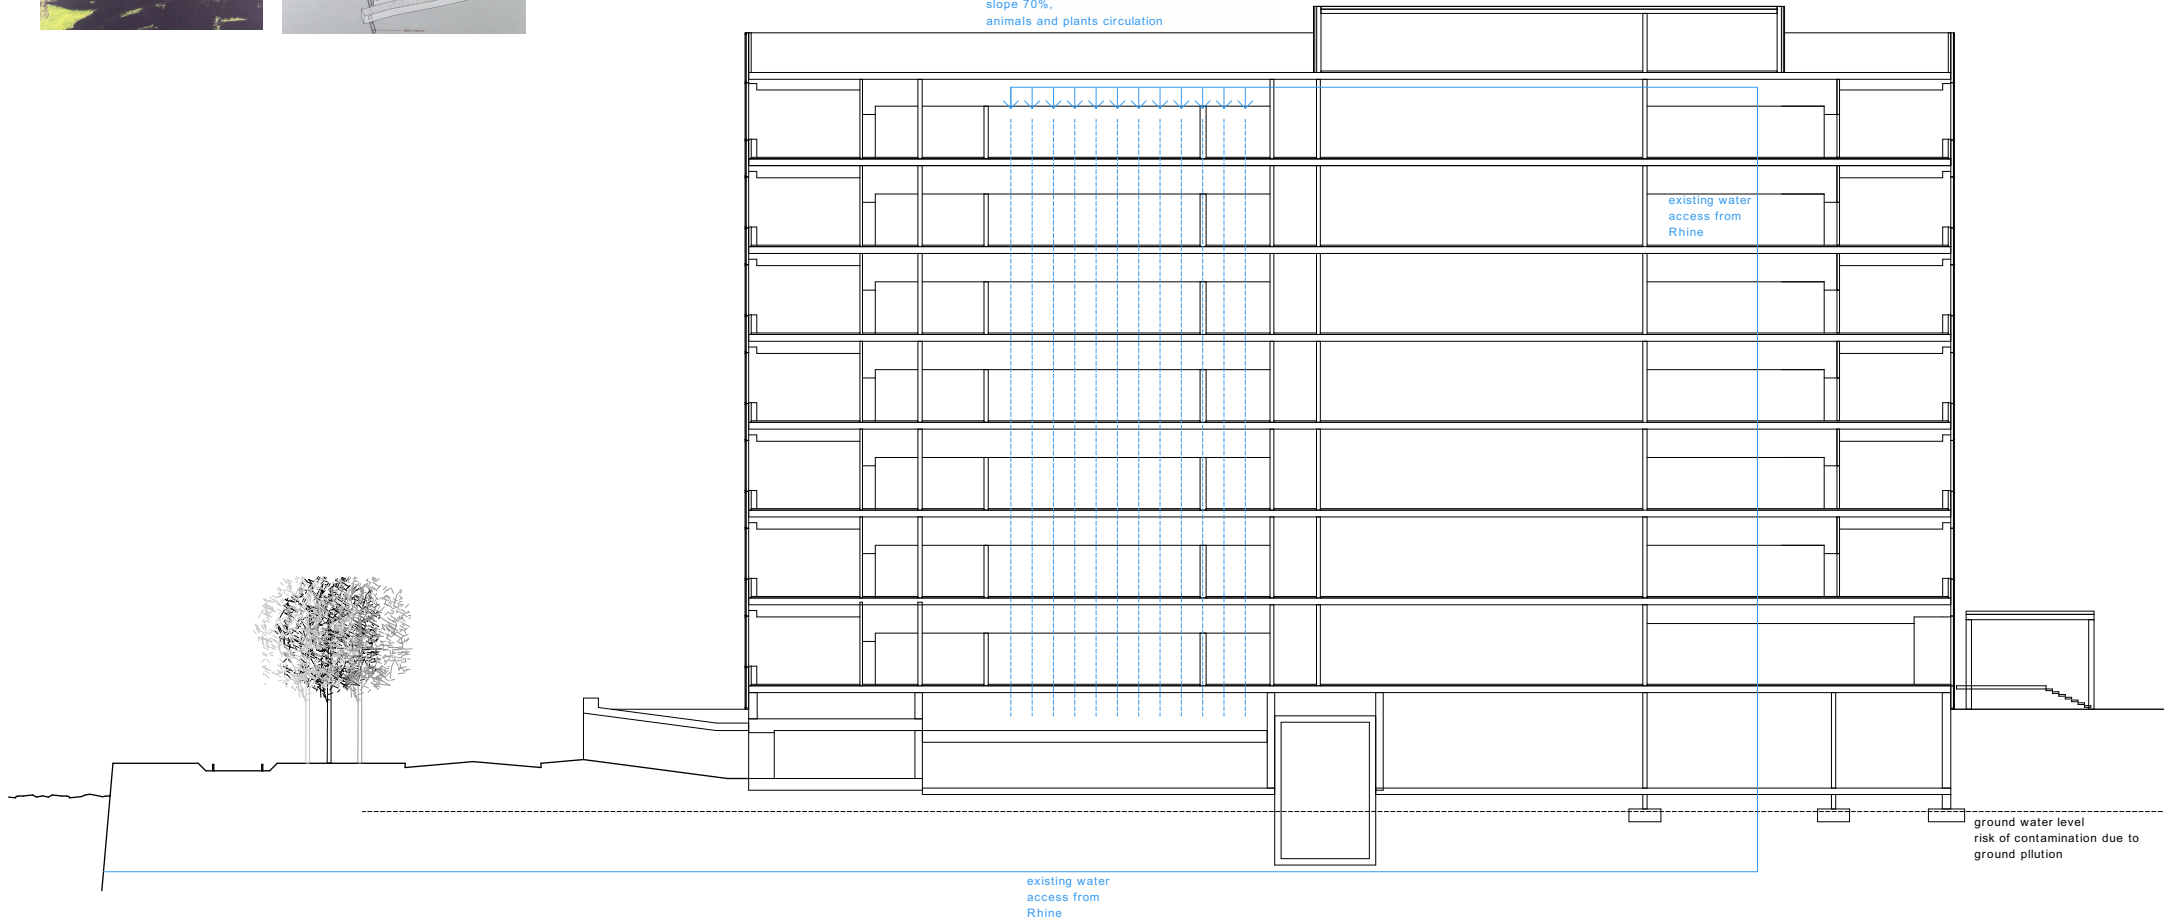 slope 70%,
animals and plants circulation
existing water
access from
Rhine
ground water level
risk of contamination due to
ground pllution
existing water
access from
Rhine